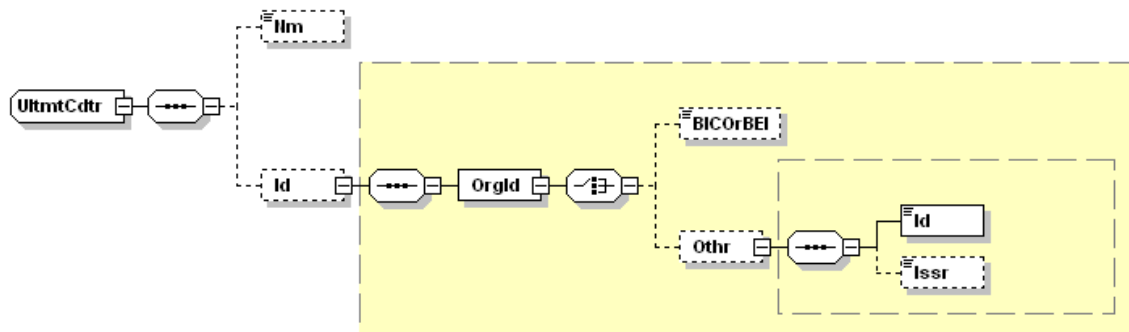 Nm
UltmtCdtr
BICOrBEI
Id
OrgId
Id
Othr
Issr